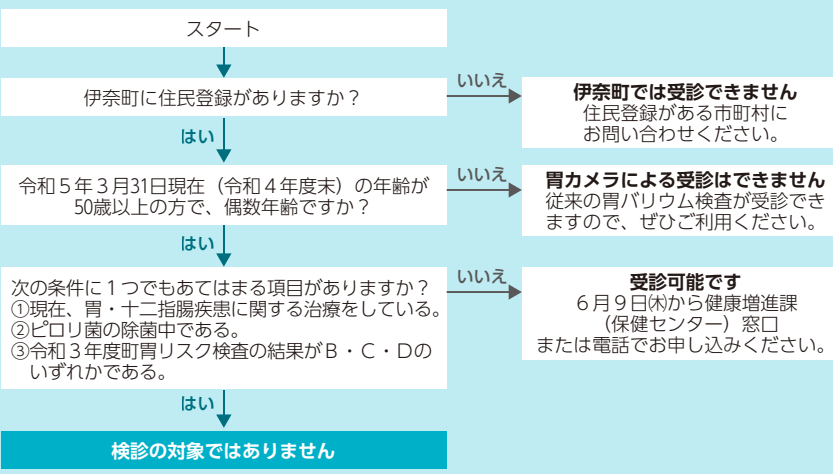 スタート
伊奈町に住民登録がありますか？
いいえ
伊奈町では受診できません
住民登録がある市町村に
お問い合わせください。
はい
令和５年３月31日現在（令和４年度末）の年齢が
50歳以上の方で、偶数年齢ですか？
いいえ
胃カメラによる受診はできません
従来の胃バリウム検査が受診でき
ますので、ぜひご利用ください。
はい
次の条件に１つでもあてはまる項目がありますか？
①現在、胃・十二指腸疾患に関する治療をしている。
②ピロリ菌の除菌中である。
③令和３年度町胃リスク検査の結果がＢ・Ｃ・Ｄの
いずれかである。
いいえ
受診可能です
６月９日㈭から健康増進課
（保健センター）窓口
または電話でお申し込みください。
はい
検診の対象ではありません